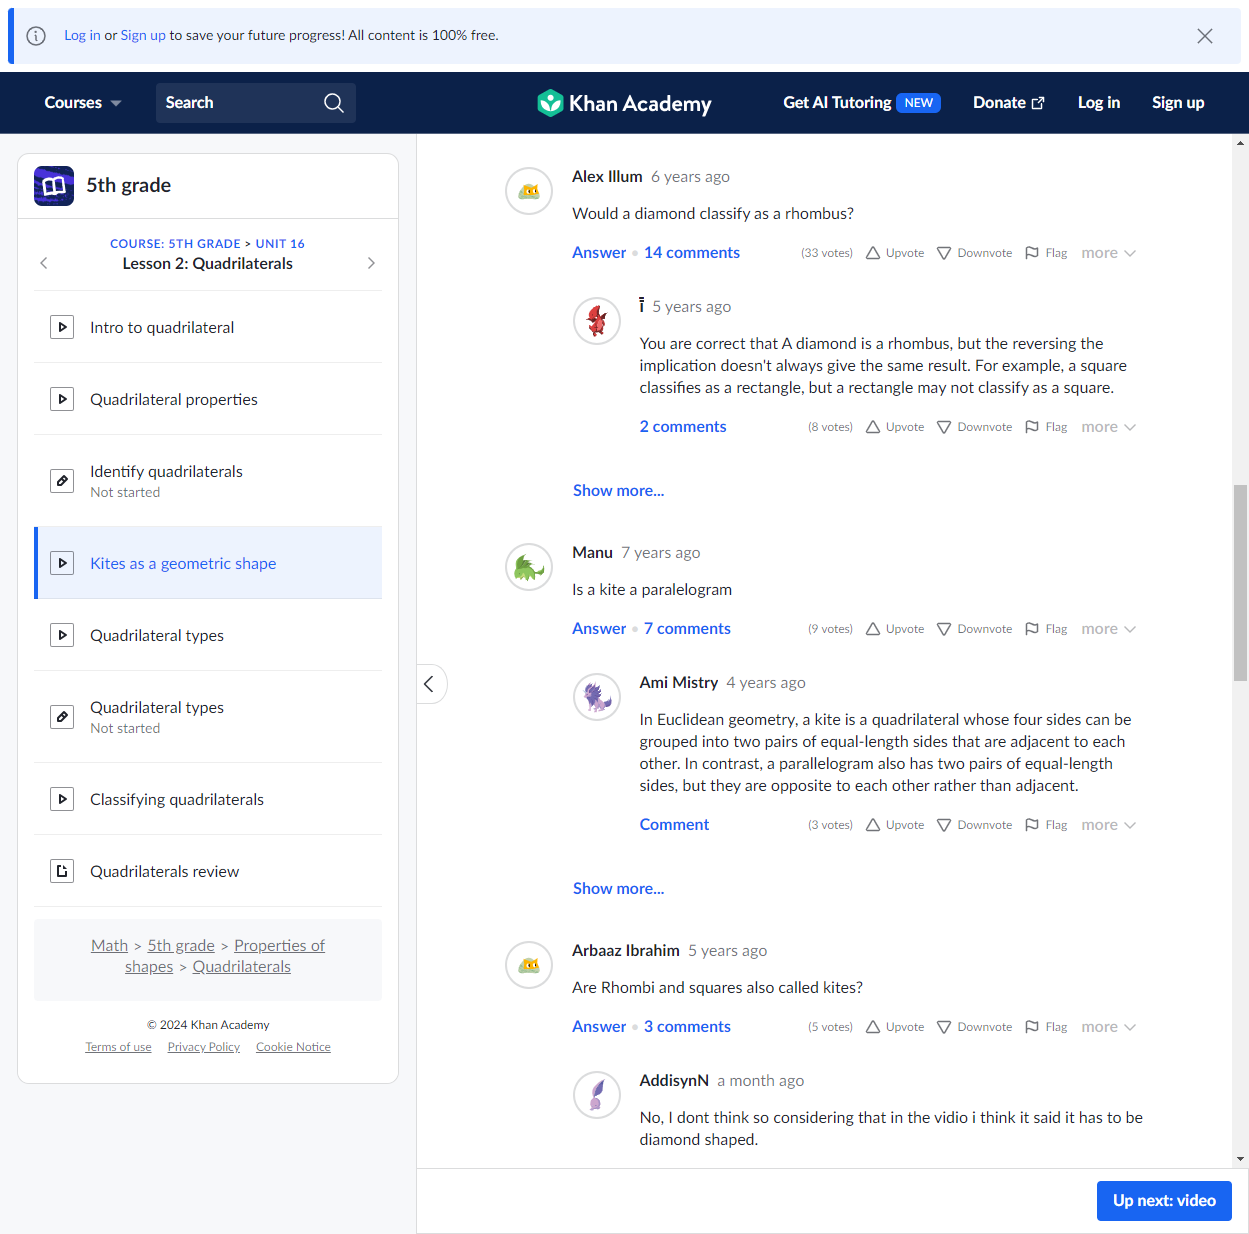 Log in or Sign up to save your future progress! All content is 100% free.
Courses
Search
Khan Academy
Get AI Tutoring NEW
Donate
Log in
Sign up
5th grade
COURSE: 5TH GRADE > UNIT 16
Lesson 2: Quadrilaterals
Intro to quadrilateral
Quadrilateral properties
Identify quadrilaterals
Not started
Kites as a geometric shape
Quadrilateral types
Quadrilateral types
Not started
Classifying quadrilaterals
Quadrilaterals review
Math > 5th grade > Properties of
shapes > Quadrilaterals
© 2024 Khan Academy
Terms of use Privacy Policy Cookie Notice
Alex Illum 6 years ago
Would a diamond classify as a rhombus?
Answer • 14 comments (33 votes) Upvote Downvote Flag more
5 years ago
You are correct that A diamond is a rhombus, but the reversing the
implication doesn't always give the same result. For example, a square
classifies as a rectangle, but a rectangle may not classify as a square.
2 comments (8 votes) Upvote Downvote Flag more
Show more...
Manu 7 years ago
Is a kite a paralelogram
Answer • 7 comments (9 votes) Upvote Downvote Flag more
Ami Mistry 4 years ago
In Euclidean geometry, a kite is a quadrilateral whose four sides can be
grouped into two pairs of equal-length sides that are adjacent to each
other. In contrast, a parallelogram also has two pairs of equal-length
sides, but they are opposite to each other rather than adjacent.
Comment (3 votes) Upvote Downvote Flag more
Show more...
Arbaaz Ibrahim 5 years ago
Are Rhombi and squares also called kites?
Answer • 3 comments (5 votes) Upvote Downvote Flag more
AddisynN a month ago
No, I dont think so considering that in the vidio i think it said it has to be
diamond shaped.
Up next: video